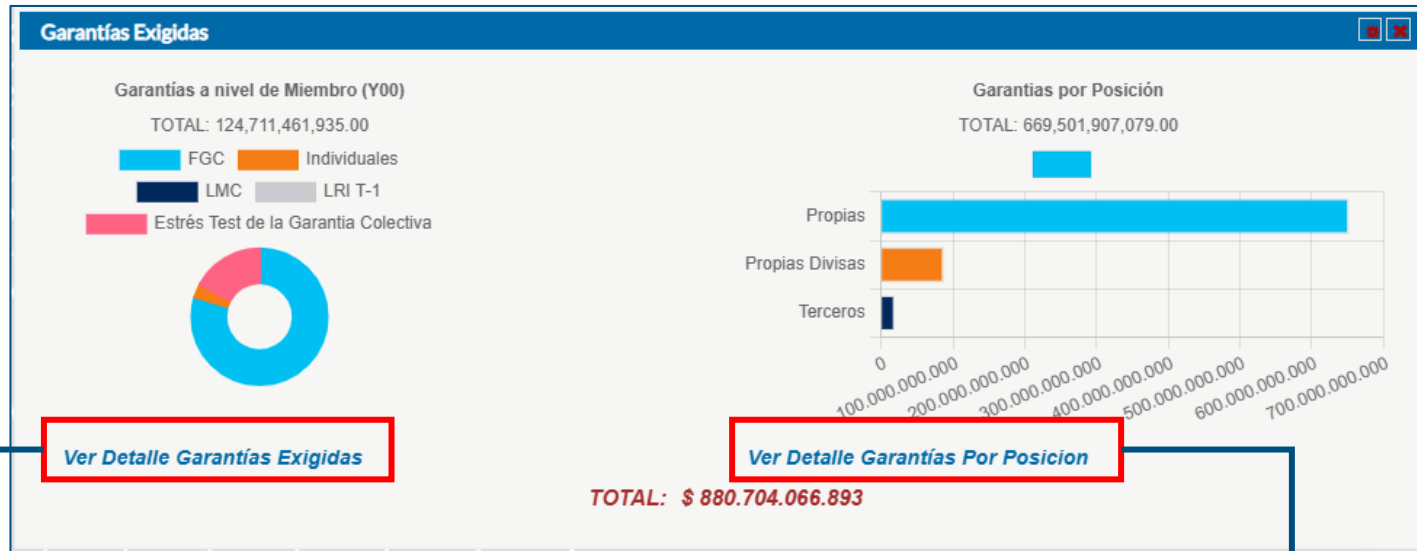 Garantías Exigidas
Garantías a nivel de Miembro (Y00)
TOTAL: 124,711,461,935.00
FGC Individuales
LMC LRI T-1
Estrés Test de la Garantia Colectiva
Ver Detalle Garantías Exigidas
Garantias por Posición
TOTAL: 669,501,907,079.00
Propias
Propias Divisas
Terceros
0 100.000.000.000 200.000.000.000 300.000.000.000 400.000.000.000 500.000.000.000 600.000.000.000 700.000.000.000
Ver Detalle Garantías Por Posicion
TOTAL: $ 880.704.066.893